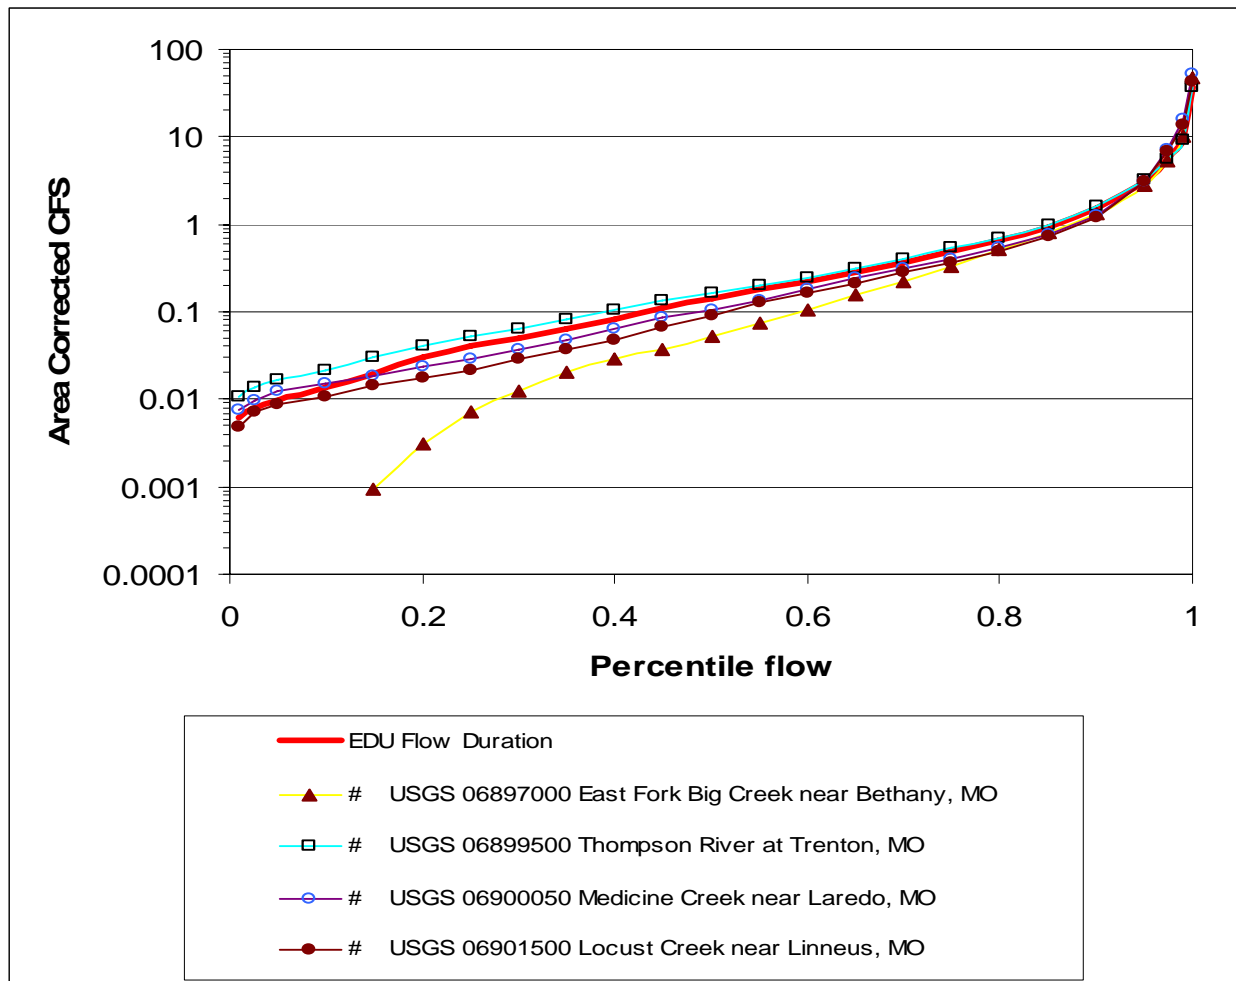 100
10
1
0.1
0.01
0.001
0.0001
Area Corrected CFS
0 0.2 0.4 0.6 0.8 1
Percentile flow
EDU Flow Duration
# USGS 06897000 East Fork Big Creek near Bethany, MO
# USGS 06899500 Thompson River at Trenton, MO
# USGS 06900050 Medicine Creek near Laredo, MO
# USGS 06901500 Locust Creek near Linneus, MO